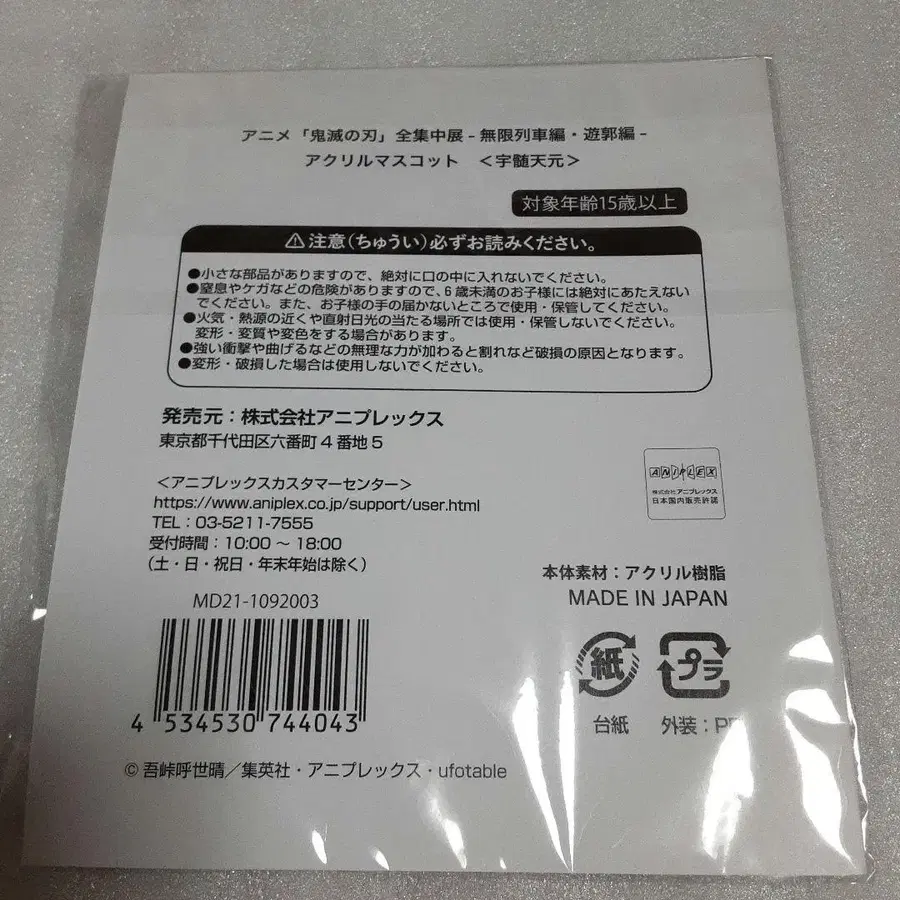 アニメ「鬼滅の刃」全集中展 - 無限列車編・遊郭編 -
アクリルマスコット ＜宇髄天元＞
対象年齢15歳以上
⚠注意(ちゅうい)必ずお読みください。
●小さな部品がありますので、絶対に口の中に入れないでください。
●窒息やケガなどの危険がありますので、6歳未満のお子様には絶対にあたえない
でください。また、お子様の手の届かないところで使用・保管してください。
●火気・熱源の近くや直射日光の当たる場所では使用・保管しないでください。
変形・変質や変色をする場合があります。
●強い衝撃や曲げるなどの無理な力が加わると割れなど破損の原因となります。
●変形・破損した場合は使用しないでください。
発売元：株式会社アニプレックス
東京都千代田区六番町4番地5
＜アニプレックスカスタマーセンター＞
https://www.aniplex.co.jp/support/user.html
TEL：03-5211-7555
受付時間：10:00～18:00
(土・日・祝日・年末年始は除く)
ANIPLEX
株式会社アニプレックス
日本国内販売許諾
本体素材：アクリル樹脂
MADE IN JAPAN
MD21-1092003
4 534530 744043
紙
プラ
台紙
外装：P
© 吾峠呼世晴／集英社・アニプレックス・ufotable